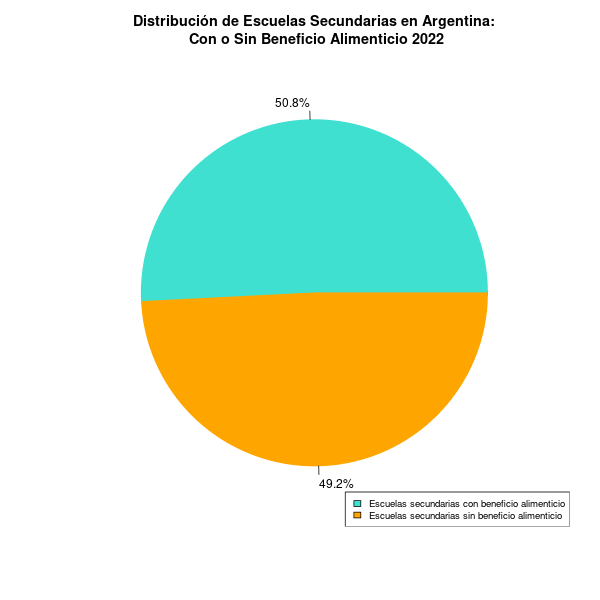 Distribución de Escuelas Secundarias en Argentina:
Con o Sin Beneficio Alimenticio 2022
50.8%
49.2%
Escuelas secundarias con beneficio alimenticio
Escuelas secundarias sin beneficio alimenticio